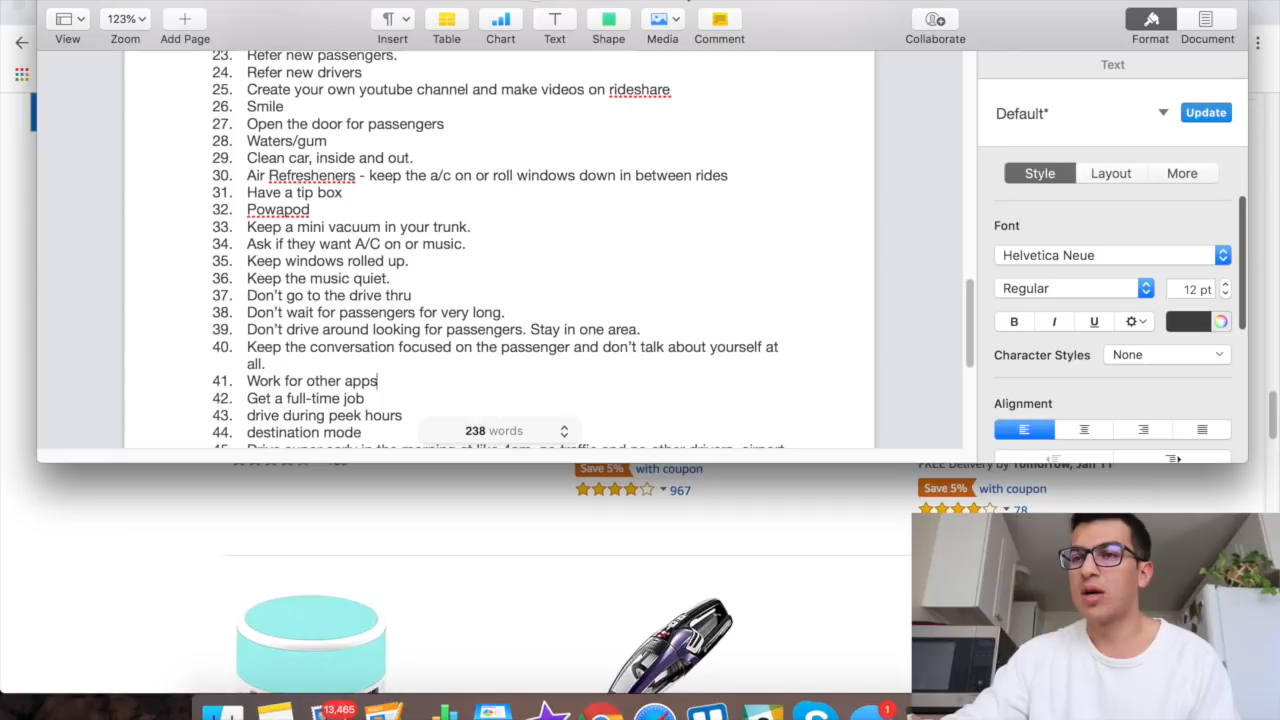 123%
View
Zoom
Add Page
Insert
Table
Chart
Text
Shape
Media
Comment
Collaborate
Format
Document
23. Refer new passengers.
24. Refer new drivers
25. Create your own youtube channel and make videos on rideshare
26. Smile
27. Open the door for passengers
28. Waters/gum
29. Clean car, inside and out.
30. Air Refresheners - keep the a/c on or roll windows down in between rides
31. Have a tip box
32. Powapod
33. Keep a mini vacuum in your trunk.
34. Ask if they want A/C on or music.
35. Keep windows rolled up.
36. Keep the music quiet.
37. Don't go to the drive thru
38. Don't wait for passengers for very long.
39. Don't drive around looking for passengers. Stay in one area.
40. Keep the conversation focused on the passenger and don't talk about yourself at
all.
41. Work for other apps
42. Get a full-time job
43. drive during peek hours
44. destination mode
238 words
Text
Default*
Update
Style
Layout
More
Font
Helvetica Neue
Regular
12 pt
B I U
Character Styles
None
Alignment
Save 5% with coupon
967
FREE Delivery by Tomorrow, Jan 11
Save 5% with coupon
78
13,465
1